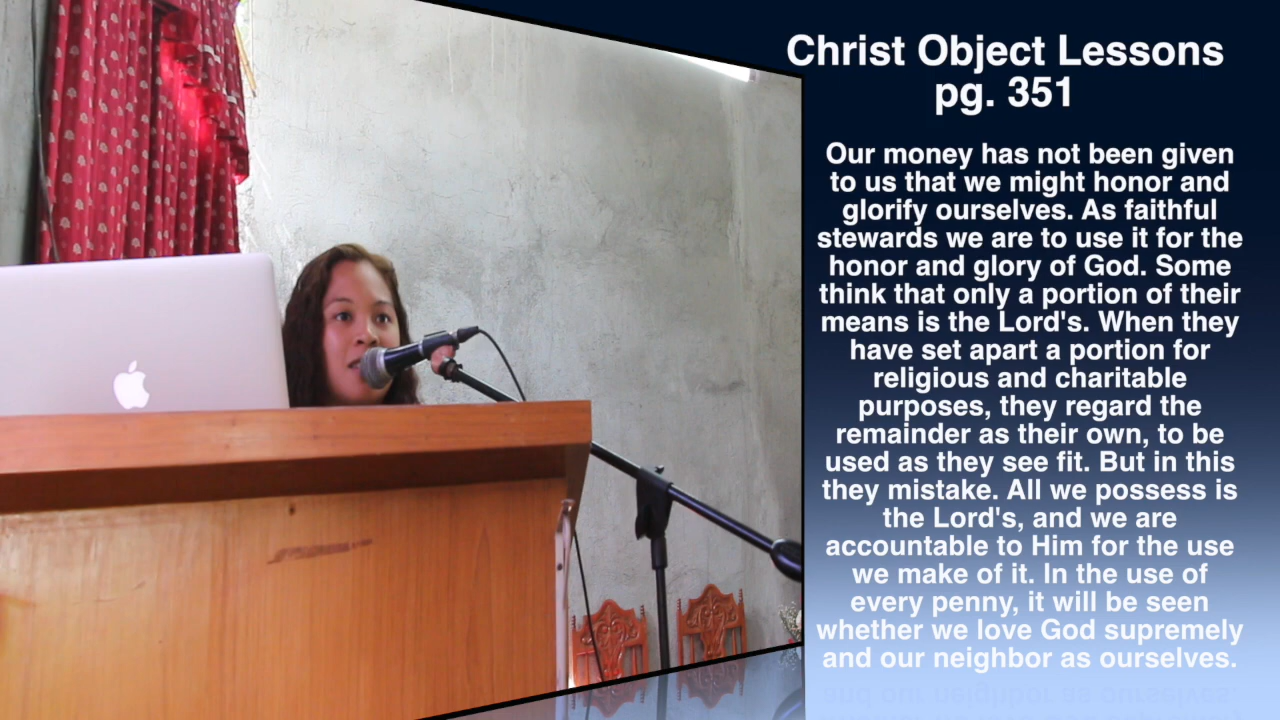 Christ Object Lessons
pg. 351
Our money has not been given
to us that we might honor and
glorify ourselves. As faithful
stewards we are to use it for the
honor and glory of God. Some
think that only a portion of their
means is the Lord's. When they
have set apart a portion for
religious and charitable
purposes, they regard the
remainder as their own, to be
used as they see fit. But in this
they mistake. All we possess is
the Lord's, and we are
accountable to Him for the use
we make of it. In the use of
every penny, it will be seen
whether we love God supremely
and our neighbor as ourselves.